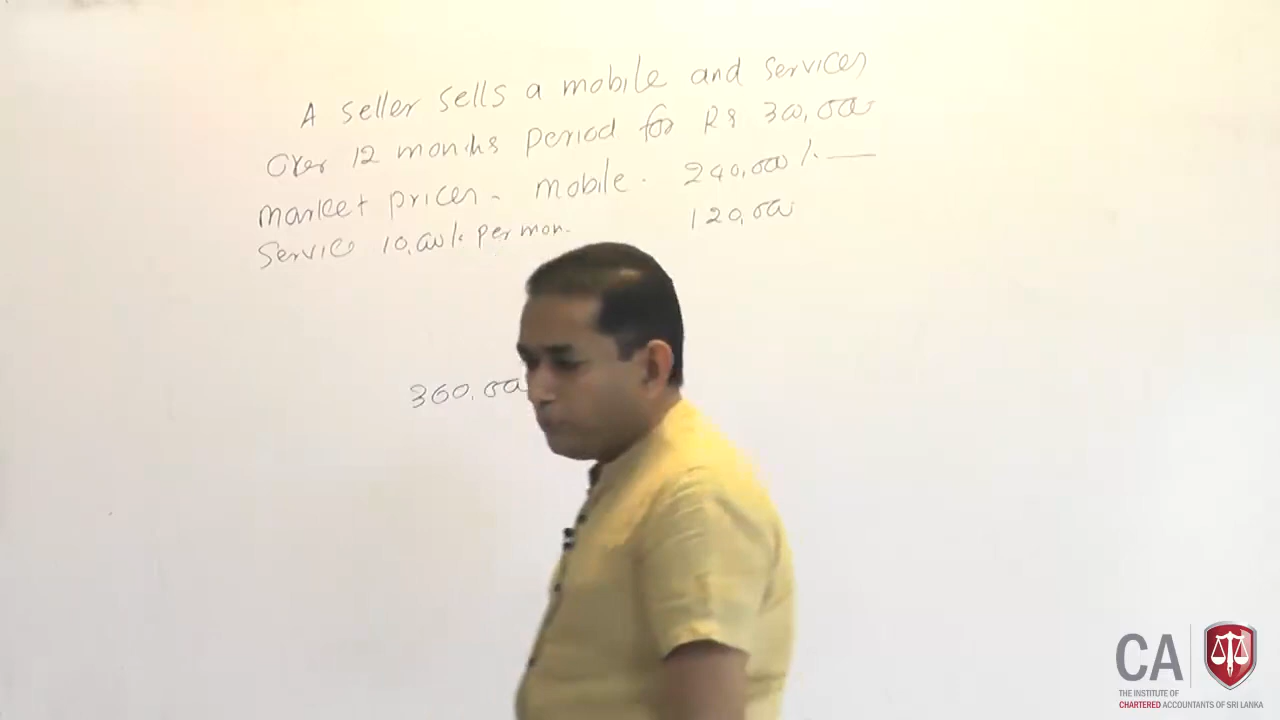 A seller sells a mobile and services
over 12 months period for Rs 300,000
market prices - mobile - 240,000/-
Service 10,000/- per mon. 120,000
360,000
CA
THE INSTITUTE OF
CHARTERED ACCOUNTANTS OF SRI LANKA